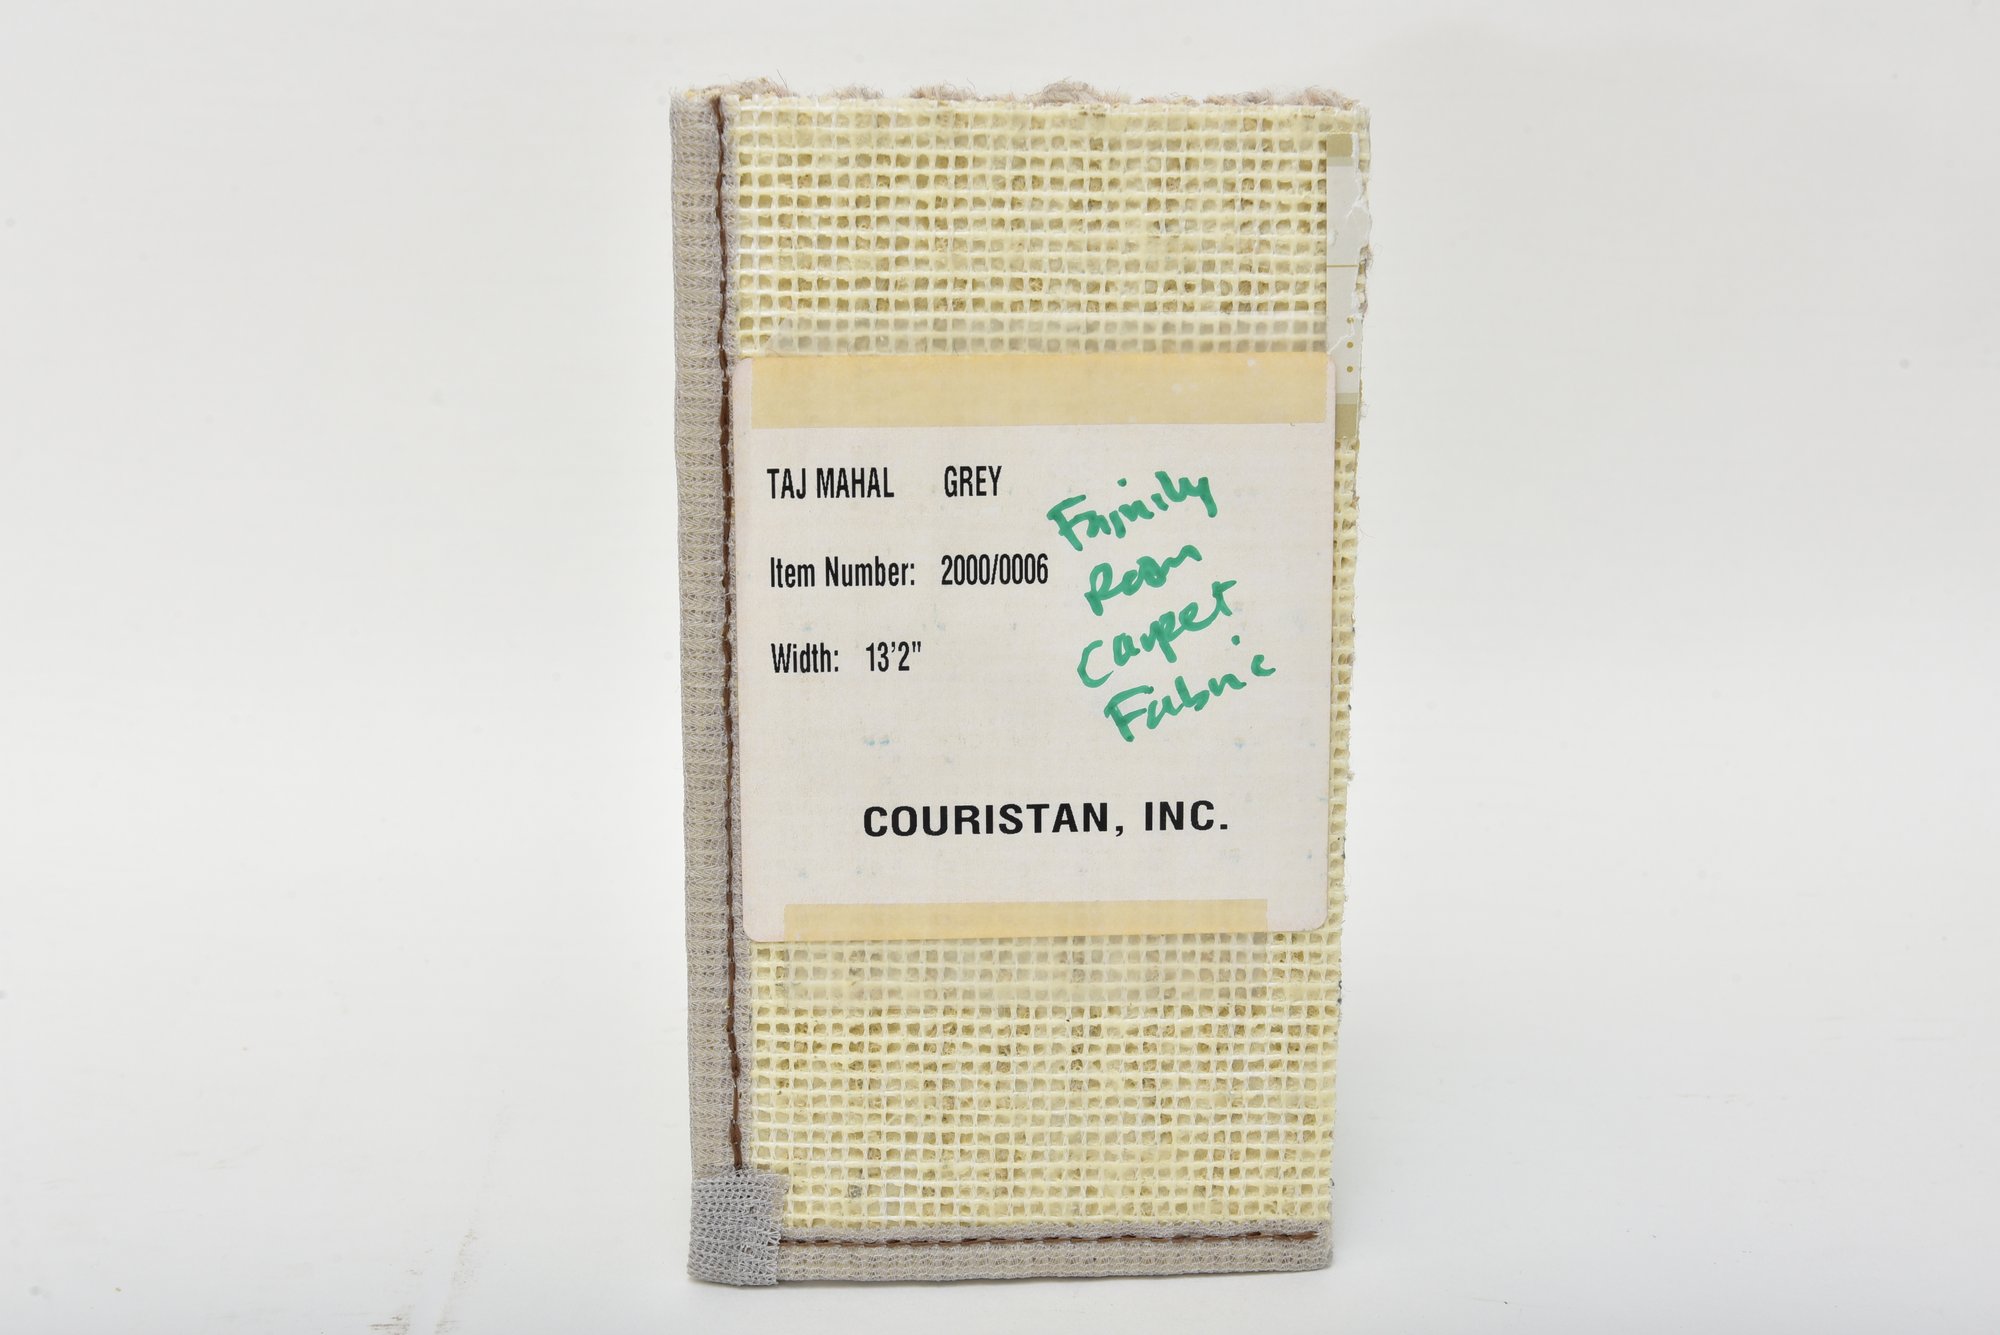 TAJ MAHAL GREY
Item Number: 2000/0006
Width: 13'2"
Family
Room
Carpet
Fabric
COURISTAN, INC.